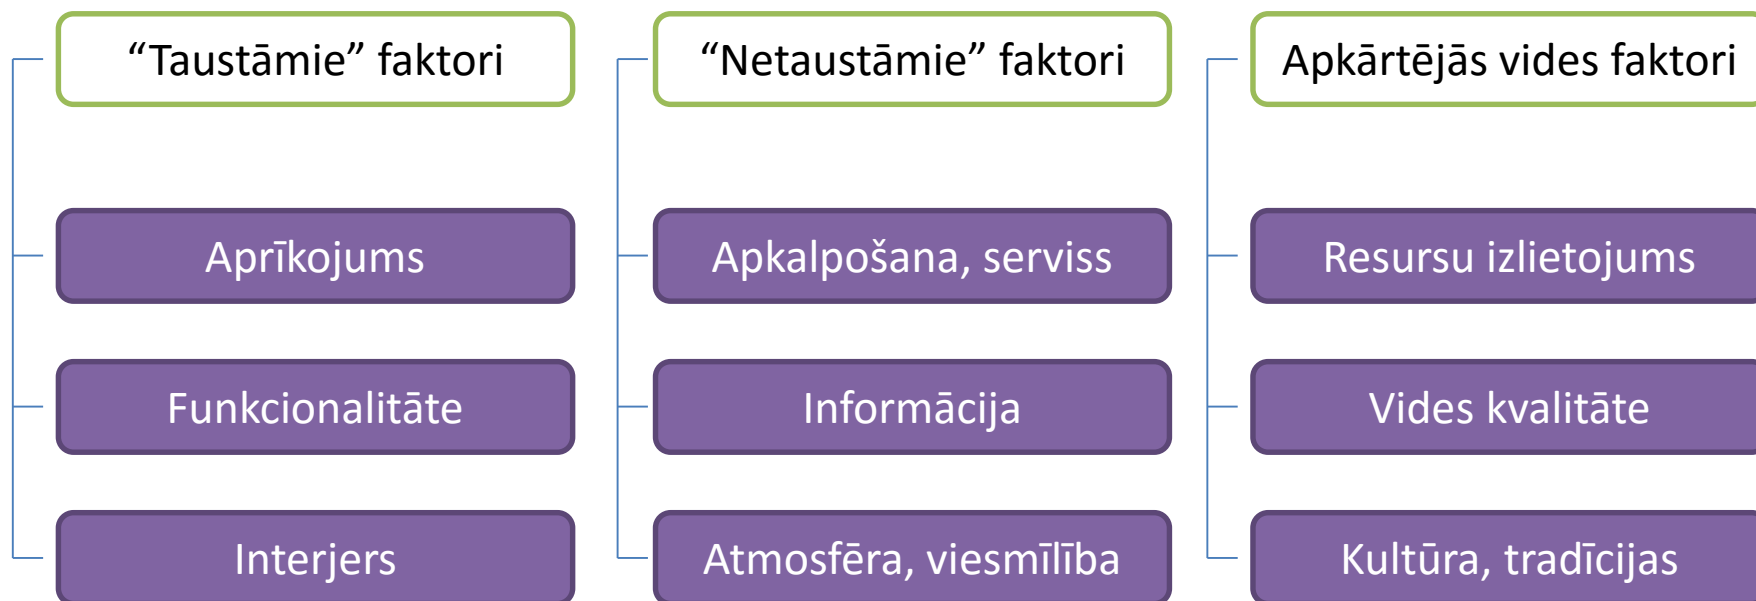 “Taustāmie” faktori
Aprīkojums
Funkcionalitāte
Interjers
“Netaustāmie” faktori
Apkalpošana, serviss
Informācija
Atmosfēra, viesmīlība
Apkārtējās vides faktori
Resursu izlietojums
Vides kvalitāte
Kultūra, tradīcijas